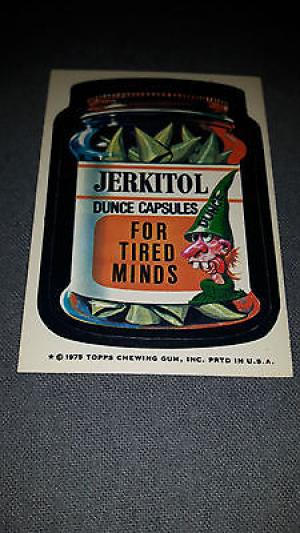 JERKITOL
DUNCE CAPSULES
FOR
TIRED
MINDS
DUNCE
* © 1975 TOPPS CHEWING GUM, INC. PRTD IN U.S.A.